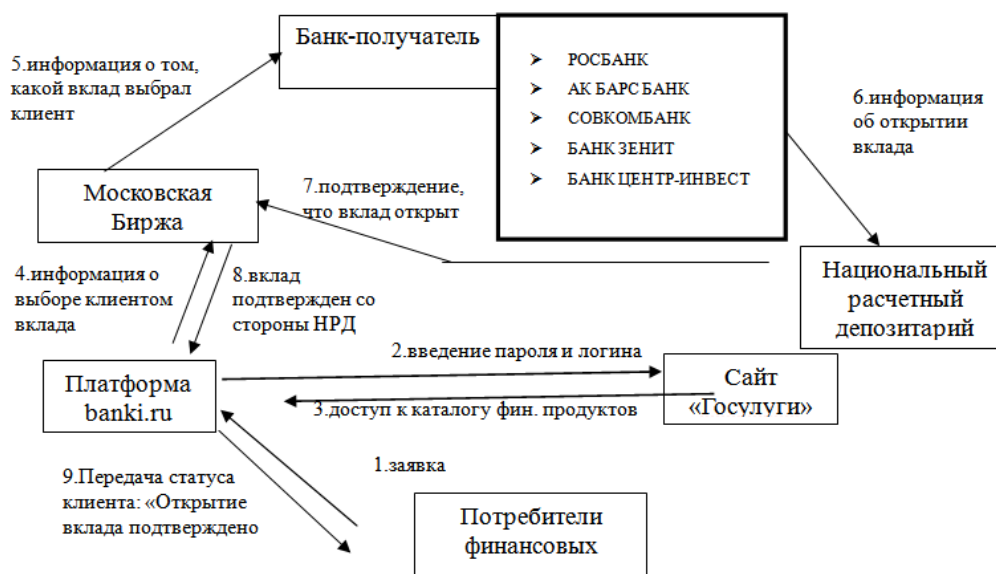 Банк-получатель
➢ РОСБАНК
➢ АК БАРС БАНК
➢ СОВКОМБАНК
➢ БАНК ЗЕНИТ
➢ БАНК ЦЕНТР-ИНВЕСТ
5.информация о том,
какой вклад выбрал
клиент
6.информация
об открытии
вклада
Московская
Биржа
7.подтверждение,
что вклад открыт
4.информация о
выборе клиентом
вклада
8.вклад
подтвержден со
стороны НРД
Национальный
расчетный
депозитарий
2.введение пароля и логина
Платформа
banki.ru
Сайт
«Госулуги»
3.доступ к каталогу фин. продуктов
1.заявка
9.Передача статуса
клиента: «Открытие
вклада подтверждено
Потребители
финансовых